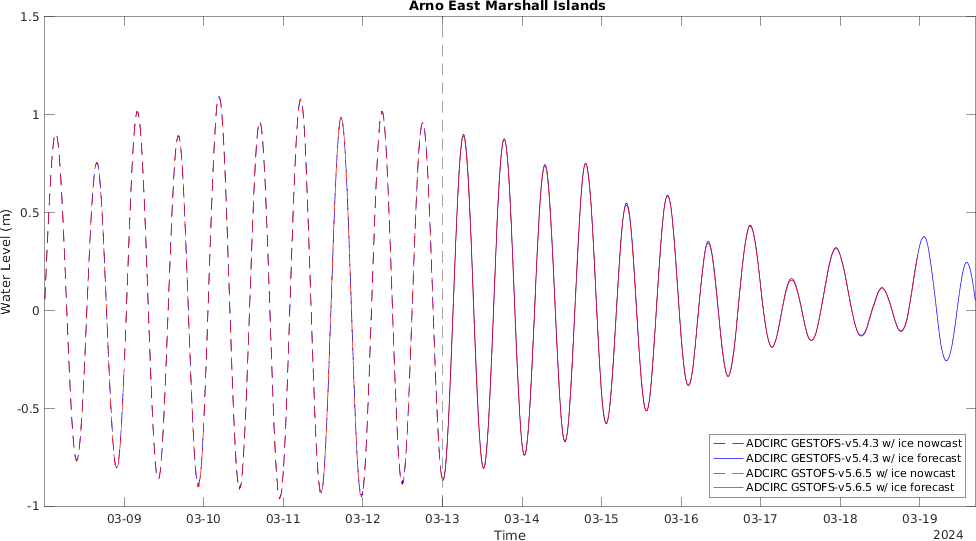 Arno East Marshall Islands
1.5
1
0.5
0
-0.5
-1
Water Level (m)
03-09 03-10 03-11 03-12 03-13 03-14 03-15 03-16 03-17 03-18 03-19
Time
2024
ADCIRC GESTOFS-v5.4.3 w/ ice nowcast
ADCIRC GESTOFS-v5.4.3 w/ ice forecast
ADCIRC GSTOFS-v5.6.5 w/ ice nowcast
ADCIRC GSTOFS-v5.6.5 w/ ice forecast